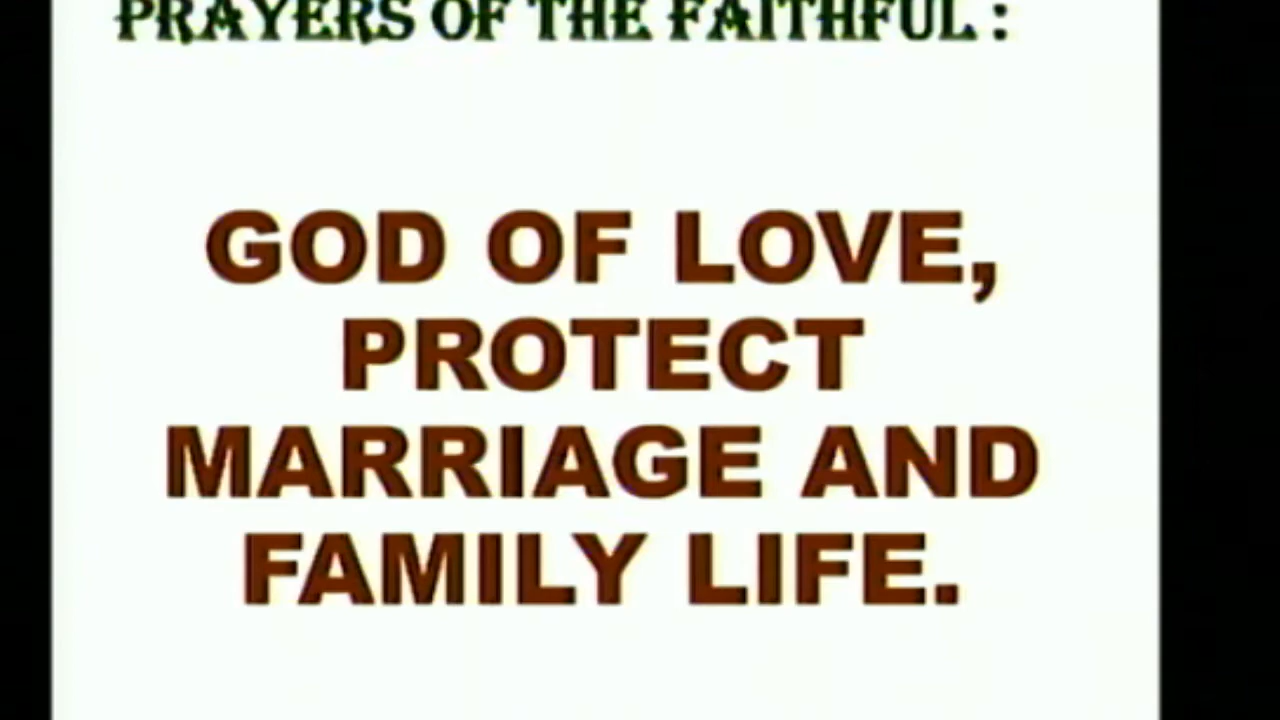 PRAYERS OF THE FAITHFUL :
GOD OF LOVE,
PROTECT
MARRIAGE AND
FAMILY LIFE.